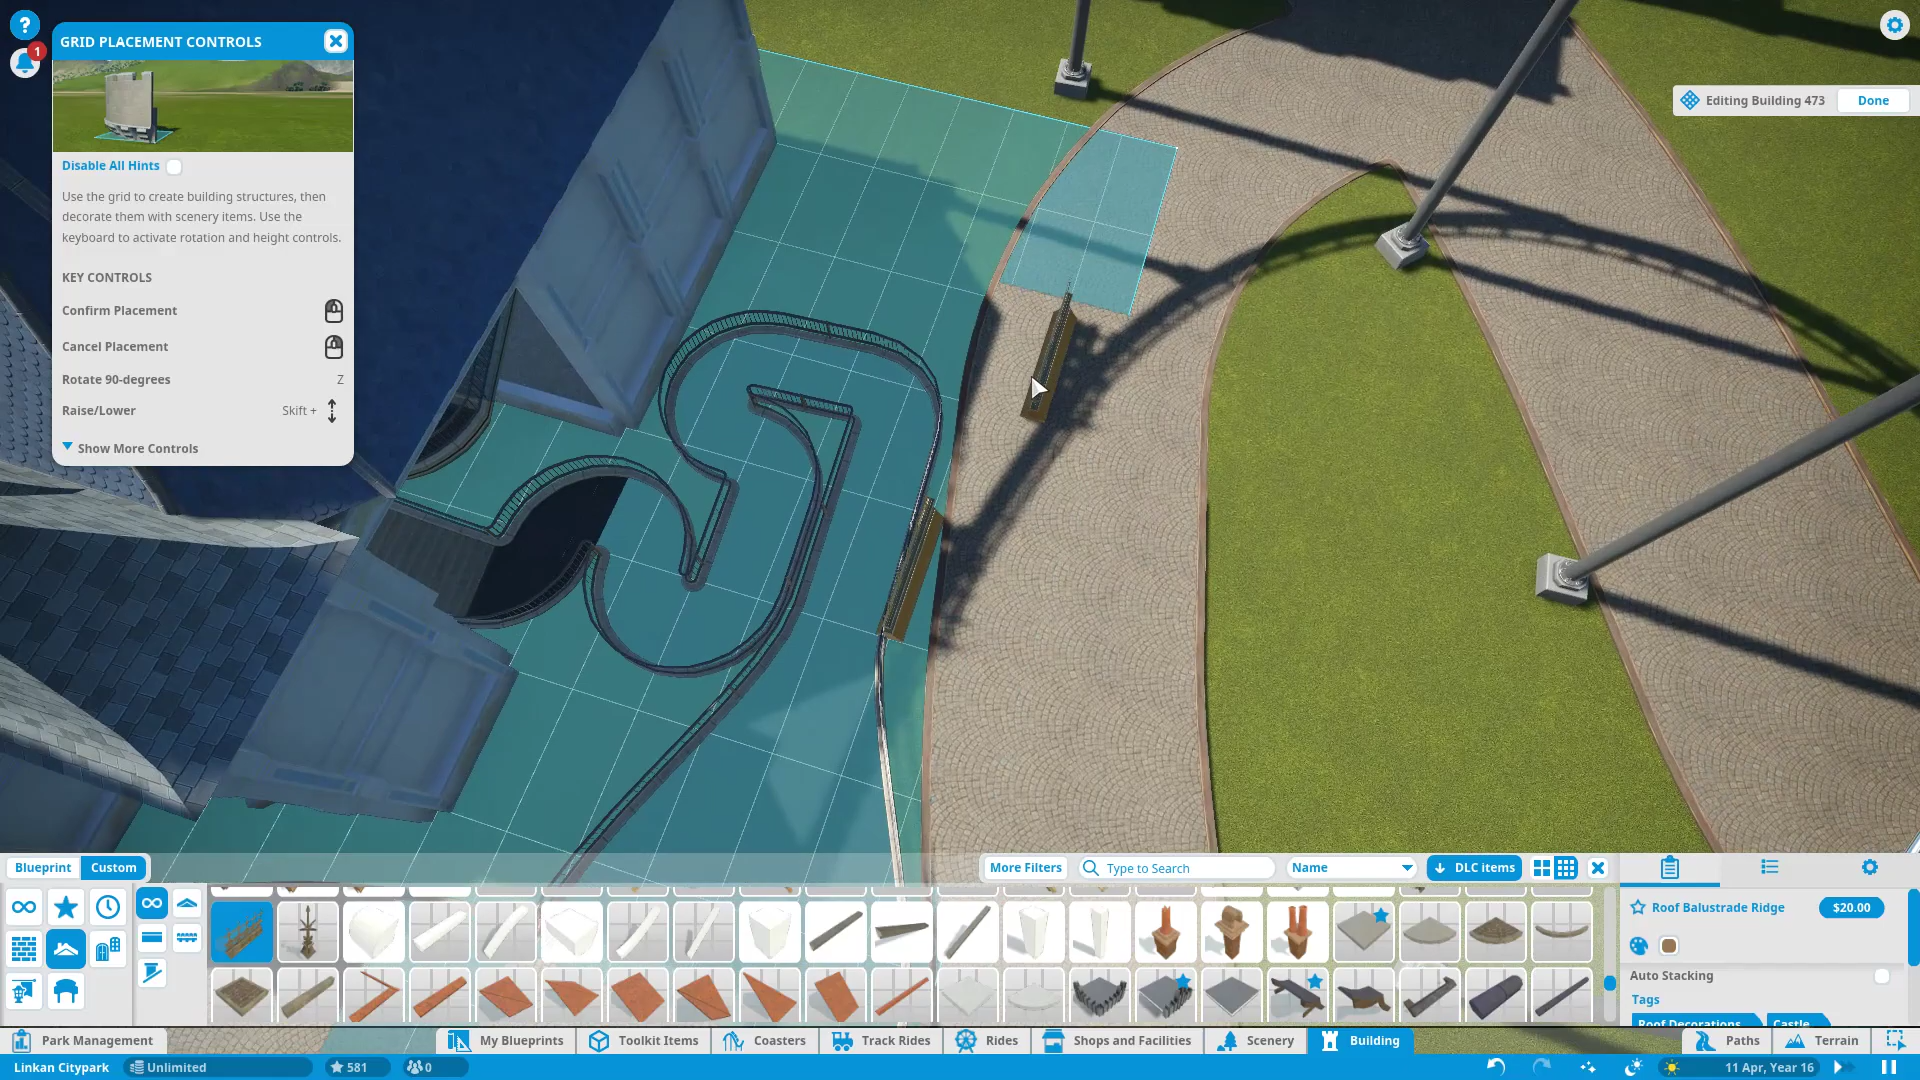 GRID PLACEMENT CONTROLS
1
Disable All Hints
Use the grid to create building structures, then
decorate them with scenery items. Use the
keyboard to activate rotation and height controls.
KEY CONTROLS
Confirm Placement
Cancel Placement
Rotate 90-degrees Z
Raise/Lower Skift +
Show More Controls
Editing Building 473 Done
Blueprint Custom
More Filters Type to Search Name DLC items
Roof Balustrade Ridge $20.00
Auto Stacking
Tags
Roof Decorations Castle
Park Management My Blueprints Toolkit Items Coasters Track Rides Rides Shops and Facilities Scenery Building Paths Terrain
Linkan Citypark Unlimited 581 0 11 Apr, Year 16